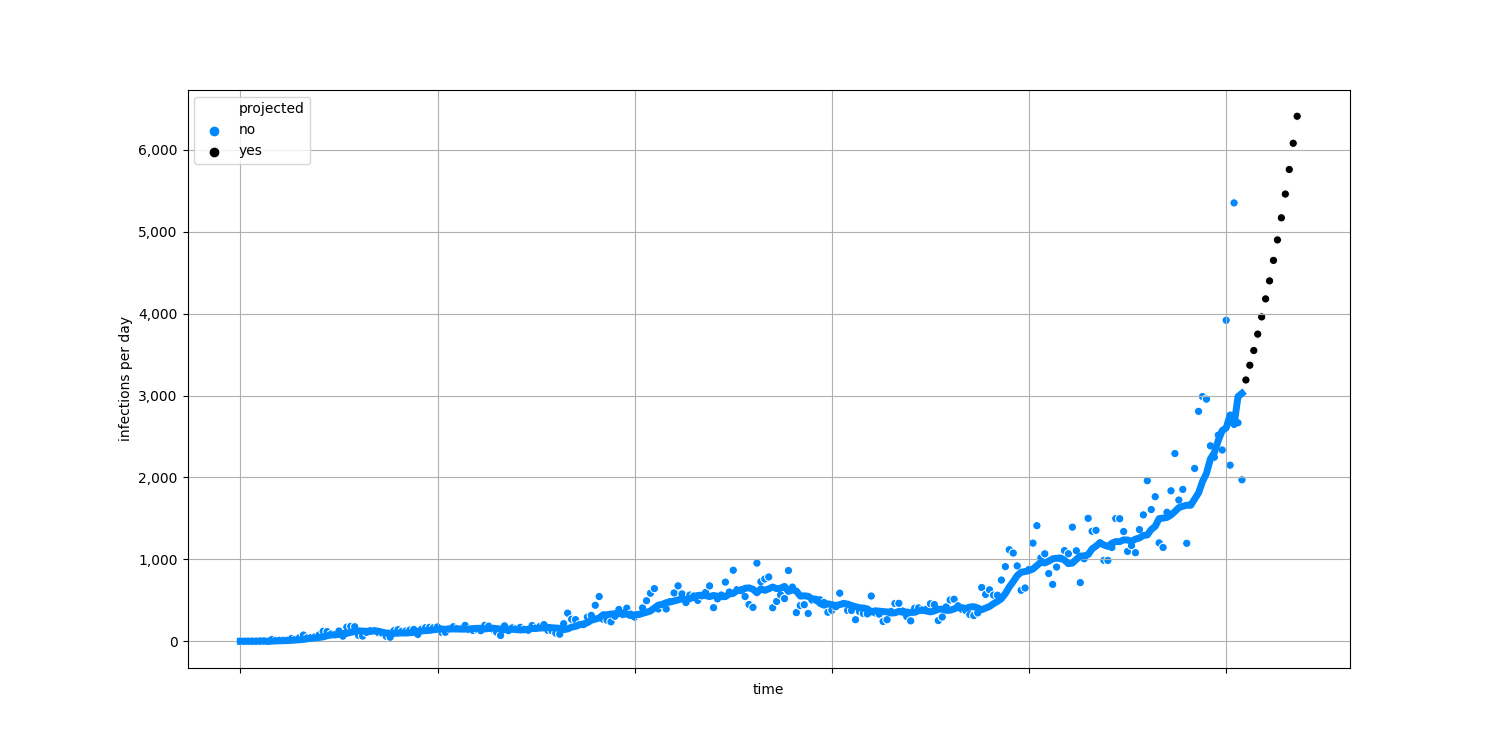 projected
no
yes
6,000
5,000
4,000
3,000
2,000
1,000
0
infections per day
time